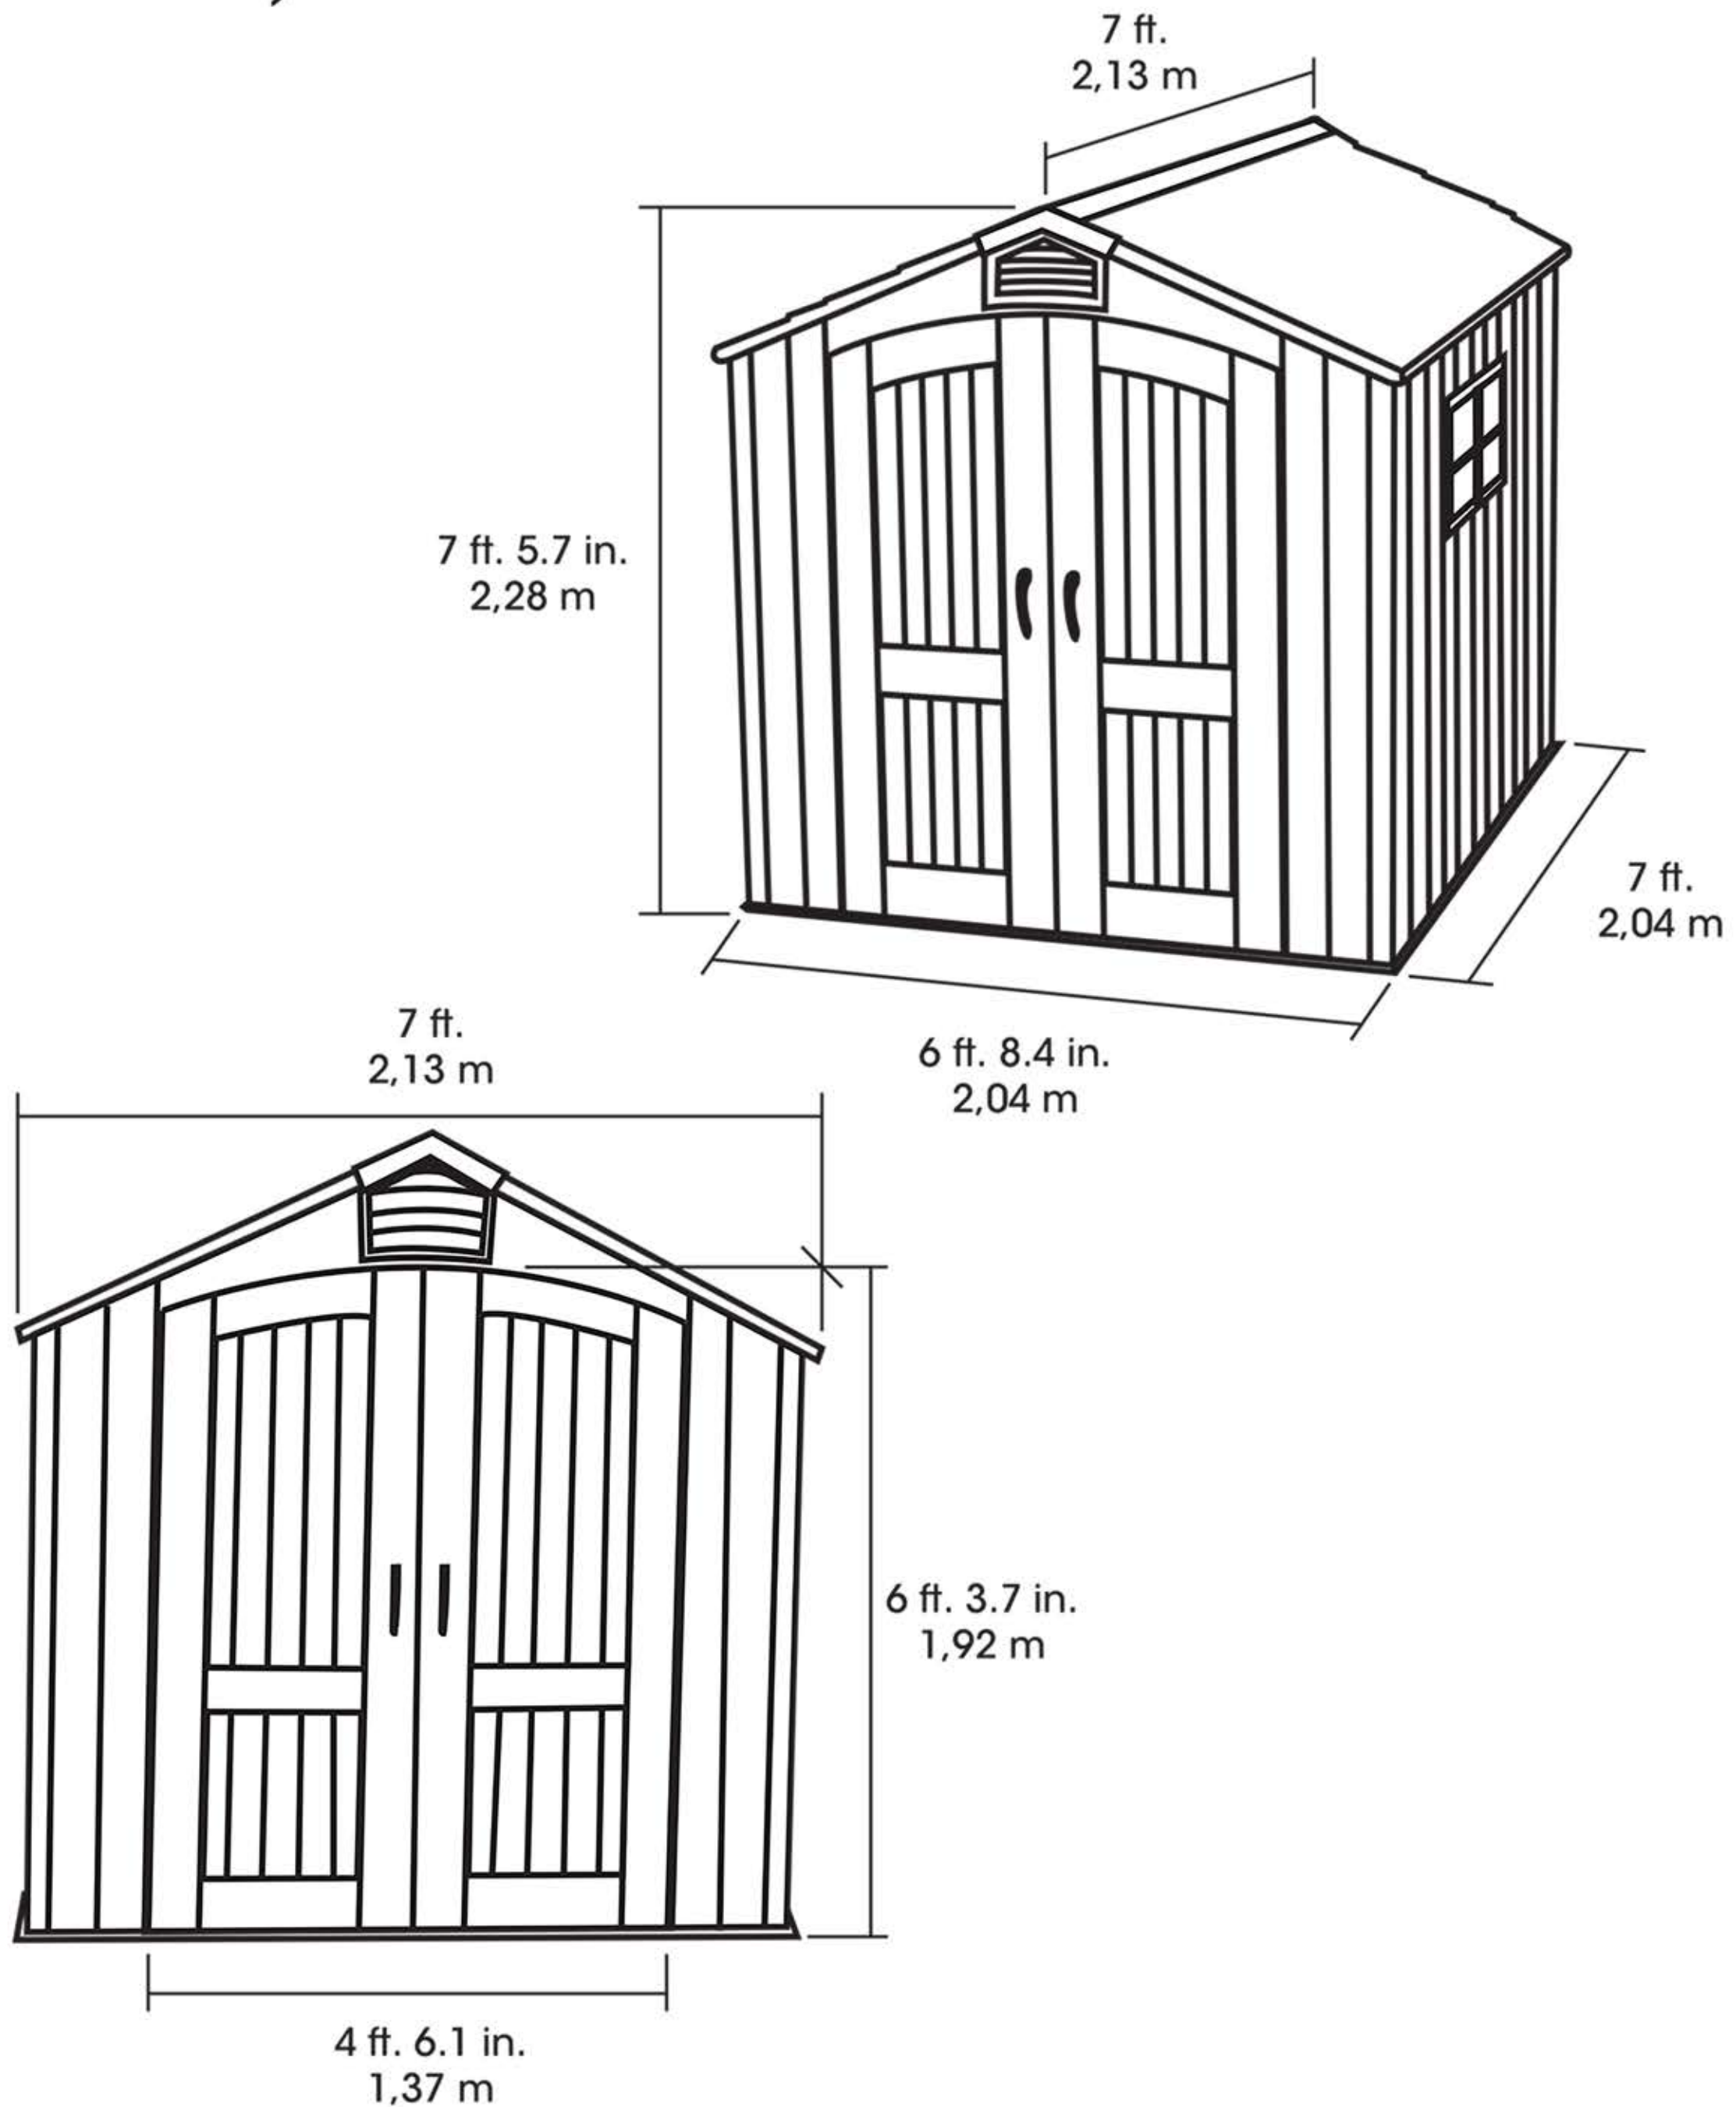 7 ft.
2,13 m
7 ft. 5.7 in.
2,28 m
7 ft.
2,04 m
6 ft. 8.4 in.
2,04 m
7 ft.
2,13 m
6 ft. 3.7 in.
1,92 m
4 ft. 6.1 in.
1,37 m